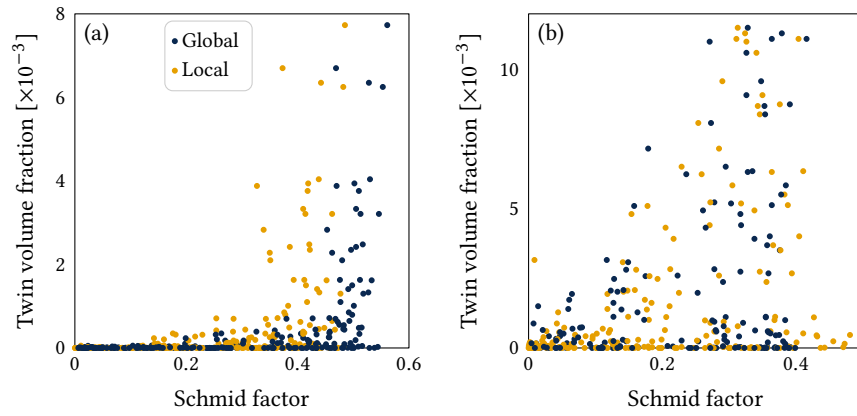 (a)
Global
Local
8
6
4
2
0
Twin volume fraction [×10⁻³]
0
0.2
0.4
0.6
Schmid factor
(b)
10
5
0
Twin volume fraction [×10⁻³]
0
0.2
0.4
Schmid factor